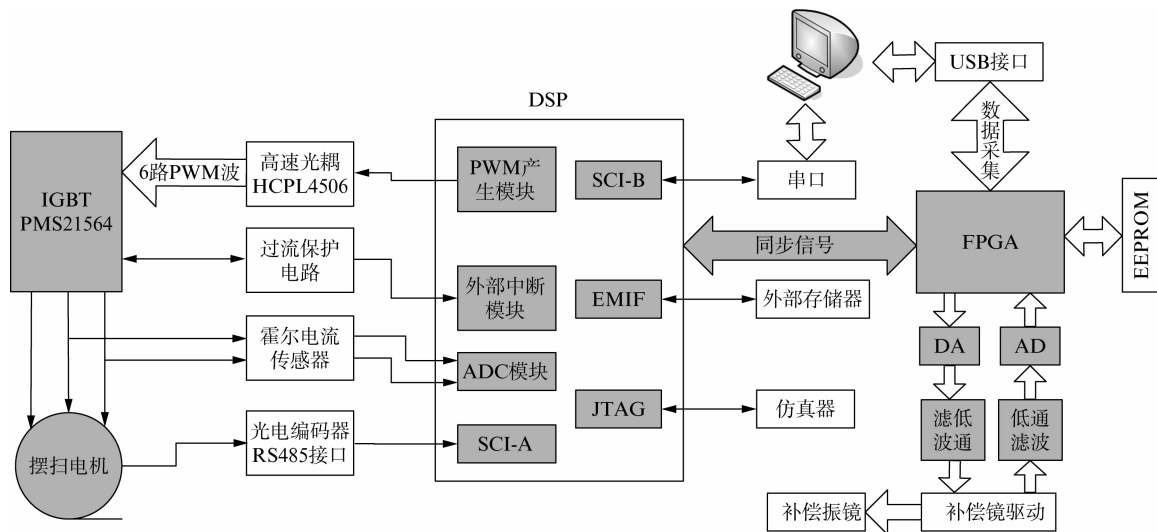 DSP
IGBT
PMS21564
6路PWM波
高速光耦
HCPL4506
过流保护
电路
霍尔电流
传感器
光电编码器
RS485接口
摆扫电机
PWM产
生模块
外部中断
模块
ADC模块
SCI-A
SCI-B
EMIF
JTAG
串口
同步信号
外部存储器
仿真器
USB接口
数据采集
FPGA
EEPROM
DA
AD
滤低
波通
低通
滤波
补偿振镜
补偿镜驱动